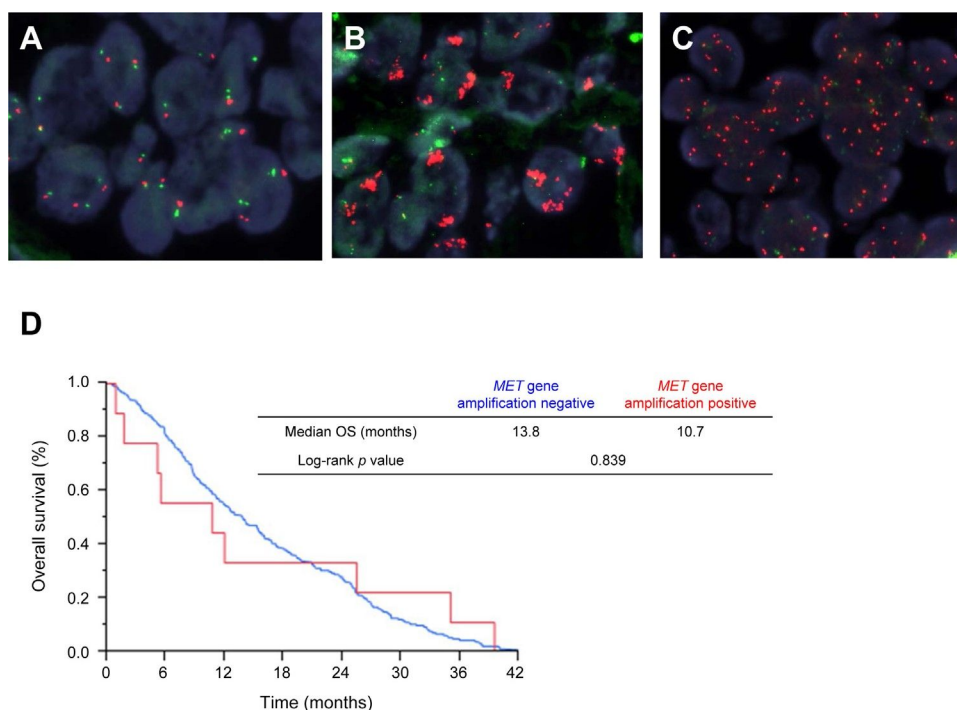 A
B
C
D
MET gene
amplification negative
MET gene
amplification positive
Median OS (months)
13.8
10.7
Log-rank p value
0.839
Overall survival (%)
1.0
0.8
0.6
0.4
0.2
0.0
0
6
12
18
24
30
36
42
Time (months)